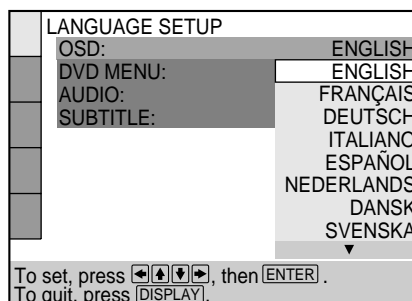 LANGUAGE SETUP
OSD: ENGLISH
DVD MENU: ENGLISH
AUDIO: FRANÇAIS
SUBTITLE: DEUTSCH
ITALIANO
ESPAÑOL
NEDERLANDS
DANSK
SVENSKA
To set, press , then ENTER .
To quit, press DISPLAY.